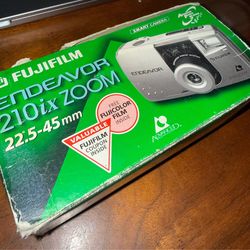 FUJIFILM
ENDEAVOR
210ix ZOOM
22.5-45mm
SMART CAMERA
ENDEAVOR
FREE
FUJICOLOR
FILM
INSIDE
VALUABLE
FUJIFILM
COUPON
INSIDE